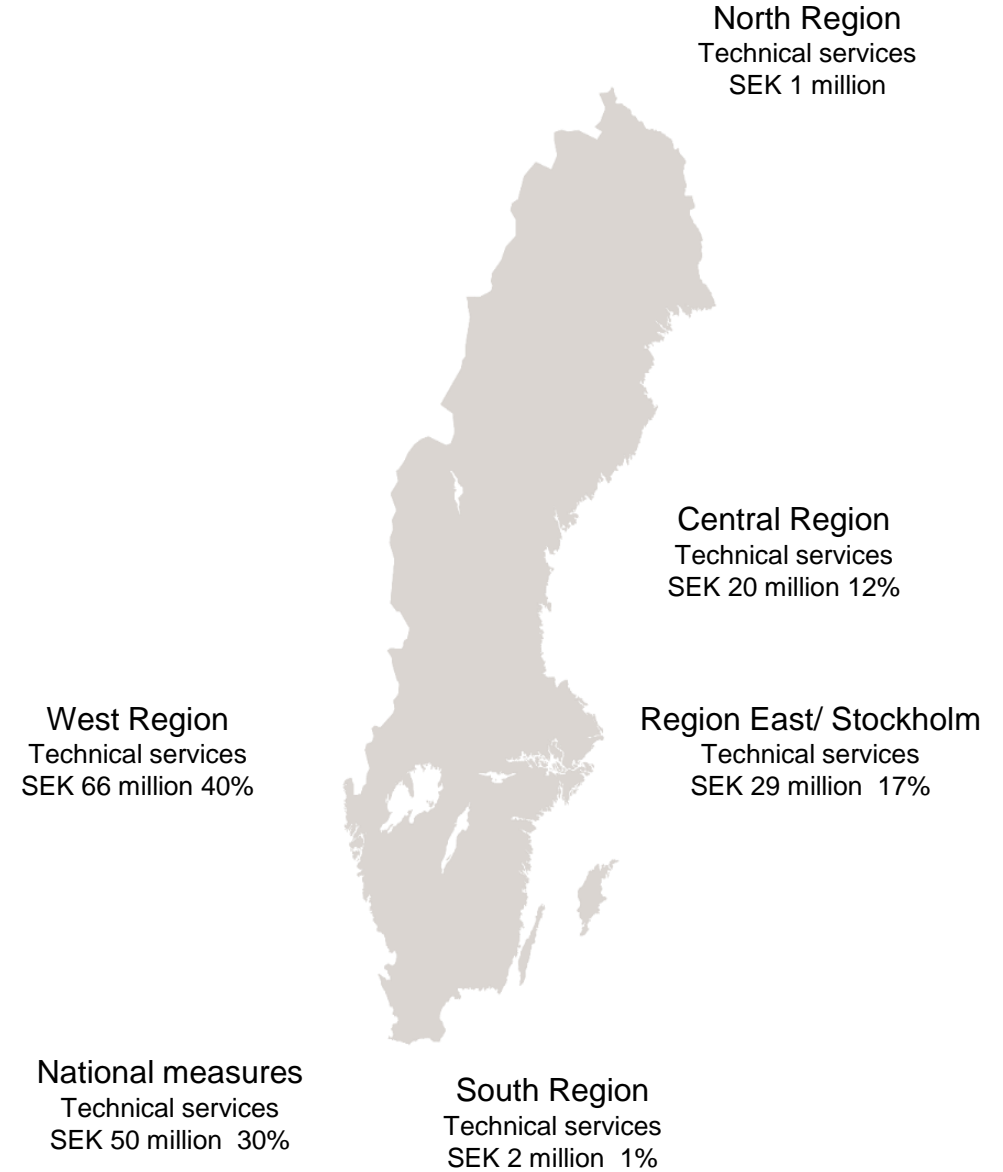 North Region
Technical services
SEK 1 million
Central Region
Technical services
SEK 20 million 12%
West Region
Technical services
SEK 66 million 40%
Region East/ Stockholm
Technical services
SEK 29 million  17%
National measures
Technical services
SEK 50 million  30%
South Region
Technical services
SEK 2 million  1%